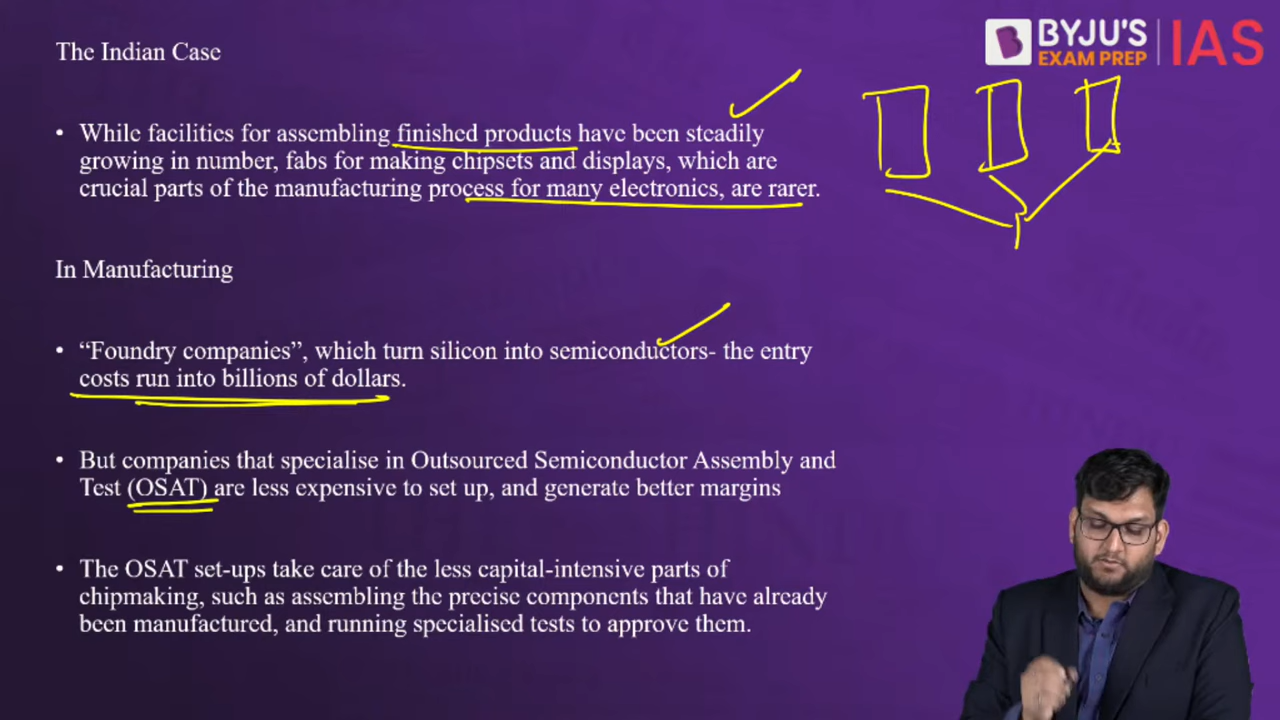 The Indian Case
BYJU'S
EXAM PREP
IAS
• While facilities for assembling finished products have been steadily
growing in number, fabs for making chipsets and displays, which are
crucial parts of the manufacturing process for many electronics, are rarer.
In Manufacturing
• “Foundry companies”, which turn silicon into semiconductors- the entry
costs run into billions of dollars.
• But companies that specialise in Outsourced Semiconductor Assembly and
Test (OSAT) are less expensive to set up, and generate better margins
• The OSAT set-ups take care of the less capital-intensive parts of
chipmaking, such as assembling the precise components that have already
been manufactured, and running specialised tests to approve them.